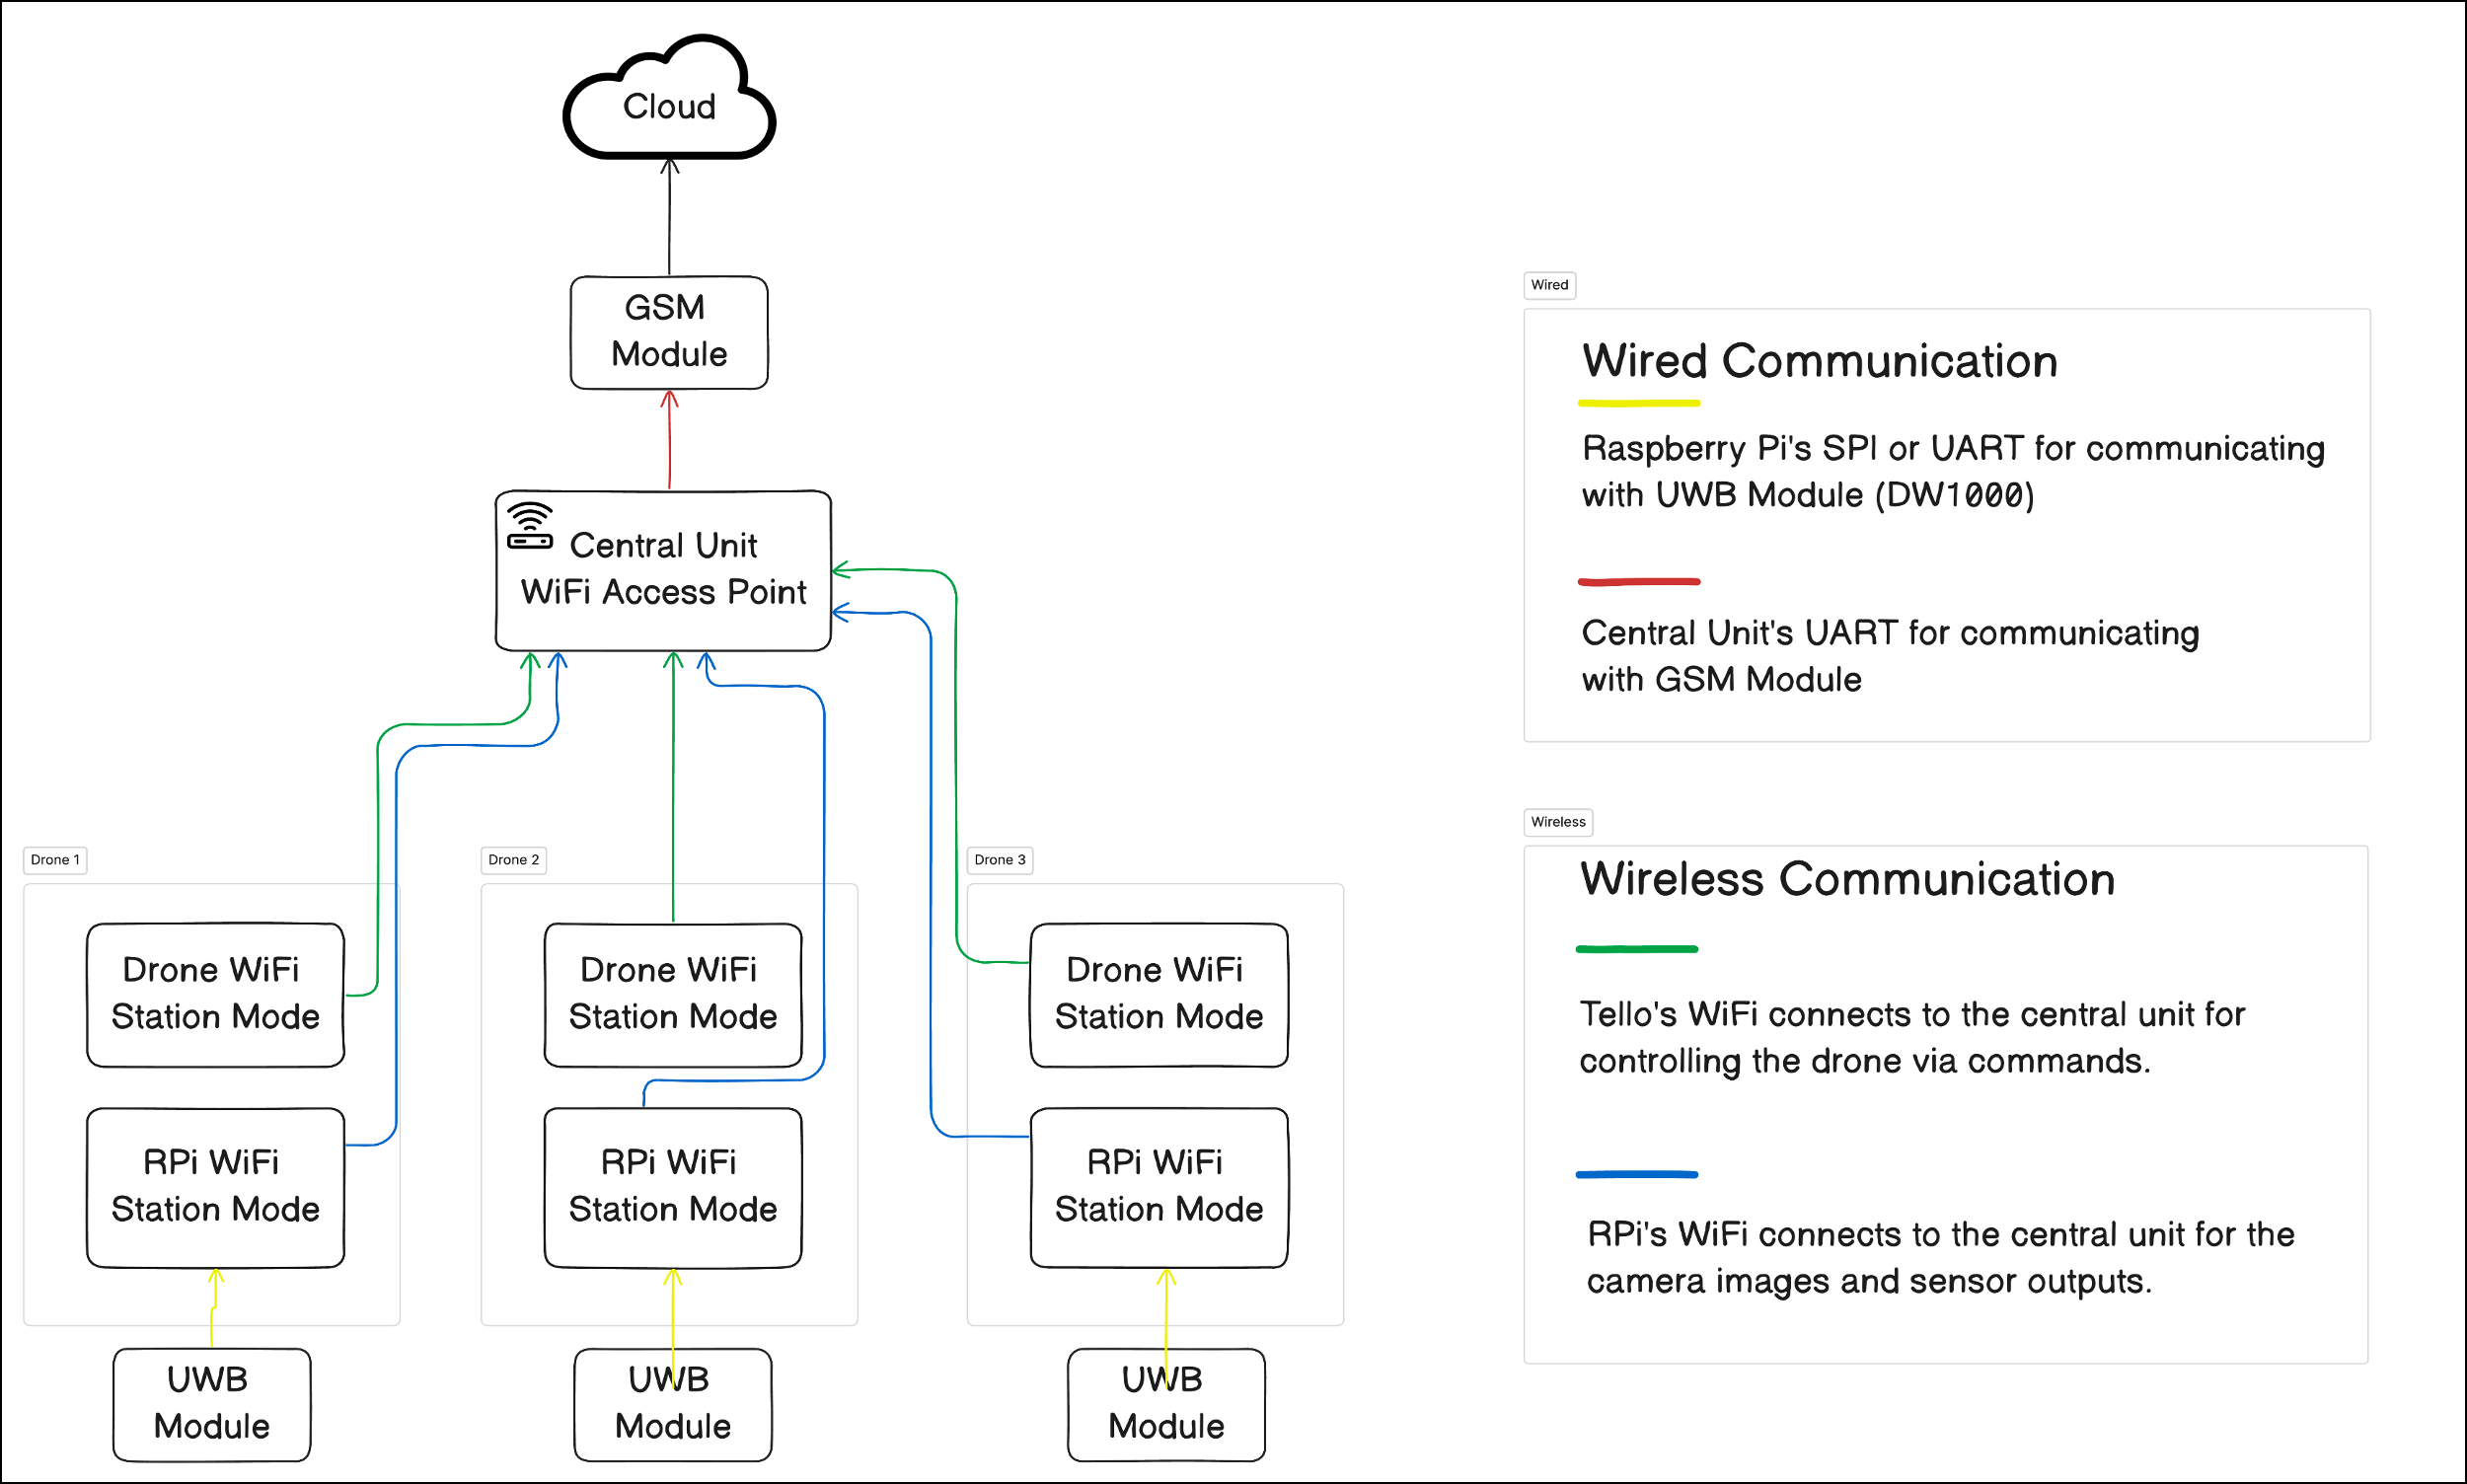 Cloud
GSM
Module
Central Unit
WiFi Access Point
Drone 1
Drone WiFi
Station Mode
RPi WiFi
Station Mode
UWB
Module
Drone 2
Drone WiFi
Station Mode
RPi WiFi
Station Mode
UWB
Module
Drone 3
Drone WiFi
Station Mode
RPi WiFi
Station Mode
UWB
Module
Wired
Wired Communication
Raspberry Pi's SPI or UART for communicating
with UWB Module (DW1000)
Central Unit's UART for communicating
with GSM Module
Wireless
Wireless Communication
Tello's WiFi connects to the central unit for
controlling the drone via commands.
RPi's WiFi connects to the central unit for the
camera images and sensor outputs.